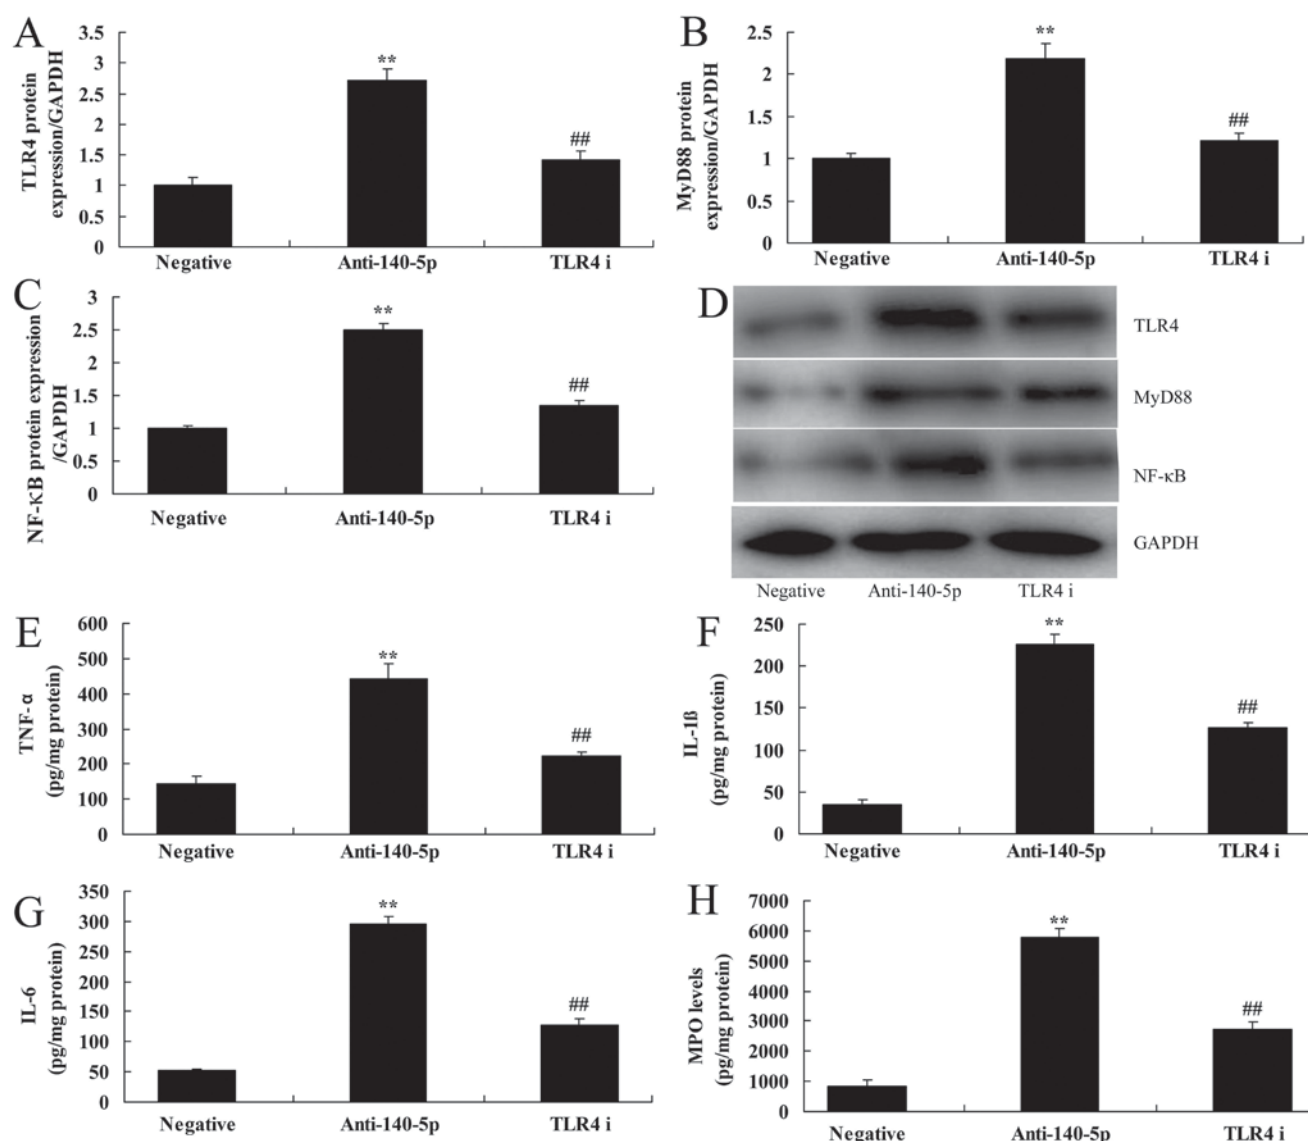 A
TLR4 protein
expression/GAPDH
3.5
3
2.5
2
1.5
1
0.5
0
**
##
Negative
Anti-140-5p
TLR4 i
B
MyD88 protein
expression/GAPDH
2.5
2
1.5
1
0.5
0
**
##
Negative
Anti-140-5p
TLR4 i
C
NF-κB protein expression
/GAPDH
3
2.5
2
1.5
1
0.5
0
**
##
Negative
Anti-140-5p
TLR4 i
D
TLR4
MyD88
NF-κB
GAPDH
Negative
Anti-140-5p
TLR4 i
E
TNF-α
(pg/mg protein)
600
500
400
300
200
100
0
**
##
Negative
Anti-140-5p
TLR4 i
F
IL-1ß
(pg/mg protein)
250
200
150
100
50
0
**
##
Negative
Anti-140-5p
TLR4 i
G
IL-6
(pg/mg protein)
350
300
250
200
150
100
50
0
**
##
Negative
Anti-140-5p
TLR4 i
H
MPO levels
(pg/mg protein)
7000
6000
5000
4000
3000
2000
1000
0
**
##
Negative
Anti-140-5p
TLR4 i